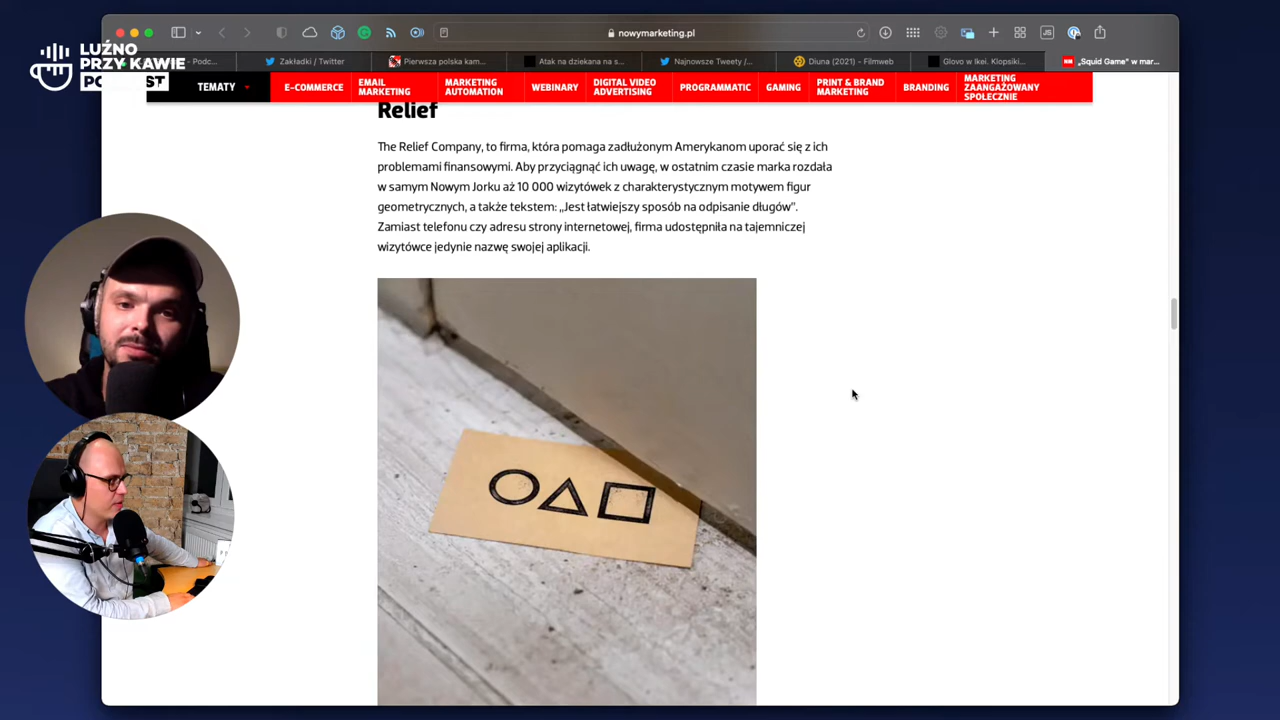 LUŹNO
PRZY KAWIE
PODCAST
nowymarketing.pl
Podc...
Zakładki / Twitter
Pierwsza polska kam...
Atak na dziekana na s...
Najnowsze Tweety /...
Diuna (2021) - Filmweb
Glovo w Ikei. Klopsiki...
„Squid Game” w mar...
TEMATY
E-COMMERCE
EMAIL
MARKETING
MARKETING
AUTOMATION
WEBINARY
DIGITAL VIDEO
ADVERTISING
PROGRAMMATIC
GAMING
PRINT & BRAND
MARKETING
BRANDING
MARKETING
ZAANGAŻOWANY
SPOŁECZNIE
Relief
The Relief Company, to firma, która pomaga zadłużonym Amerykanom uporać się z ich
problemami finansowymi. Aby przyciągnąć ich uwagę, w ostatnim czasie marka rozdała
w samym Nowym Jorku aż 10 000 wizytówek z charakterystycznym motywem figur
geometrycznych, a także tekstem: „Jest łatwiejszy sposób na odpisanie długów”.
Zamiast telefonu czy adresu strony internetowej, firma udostępniła na tajemniczej
wizytówce jedynie nazwę swojej aplikacji.